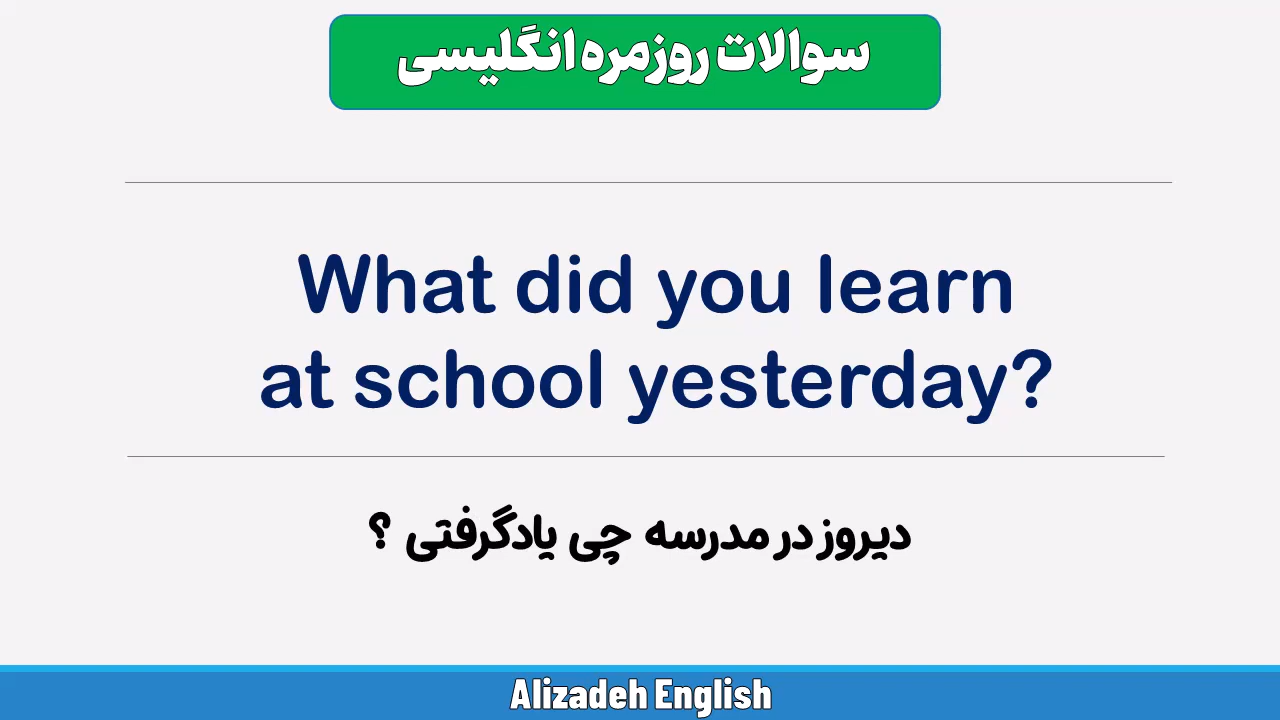 سوالات روزمره انگلیسی
What did you learn
at school yesterday?
دیروز در مدرسه چی یادگرفتی ؟
Alizadeh English